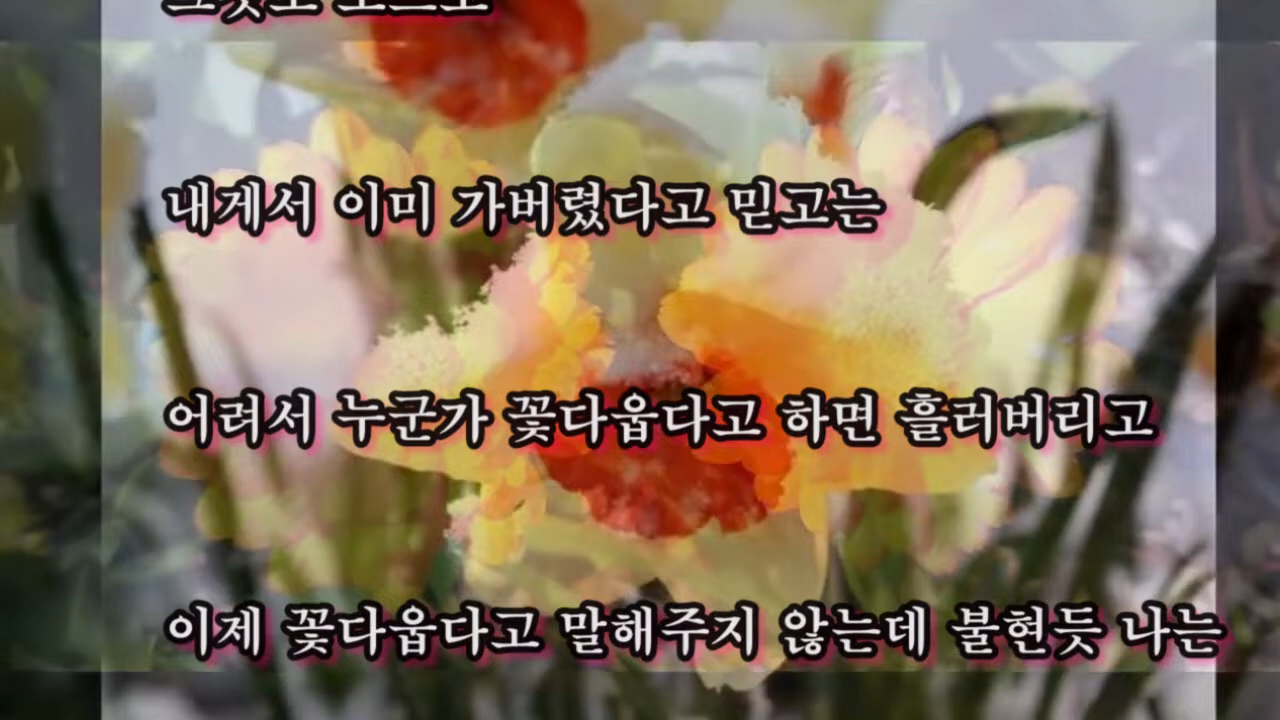 내게서 이미 가버렸다고 믿고는
어려서 누군가 꽃다웁다고 하면 흘러버리고
이제 꽃다웁다고 말해주지 않는데 불현듯 나는